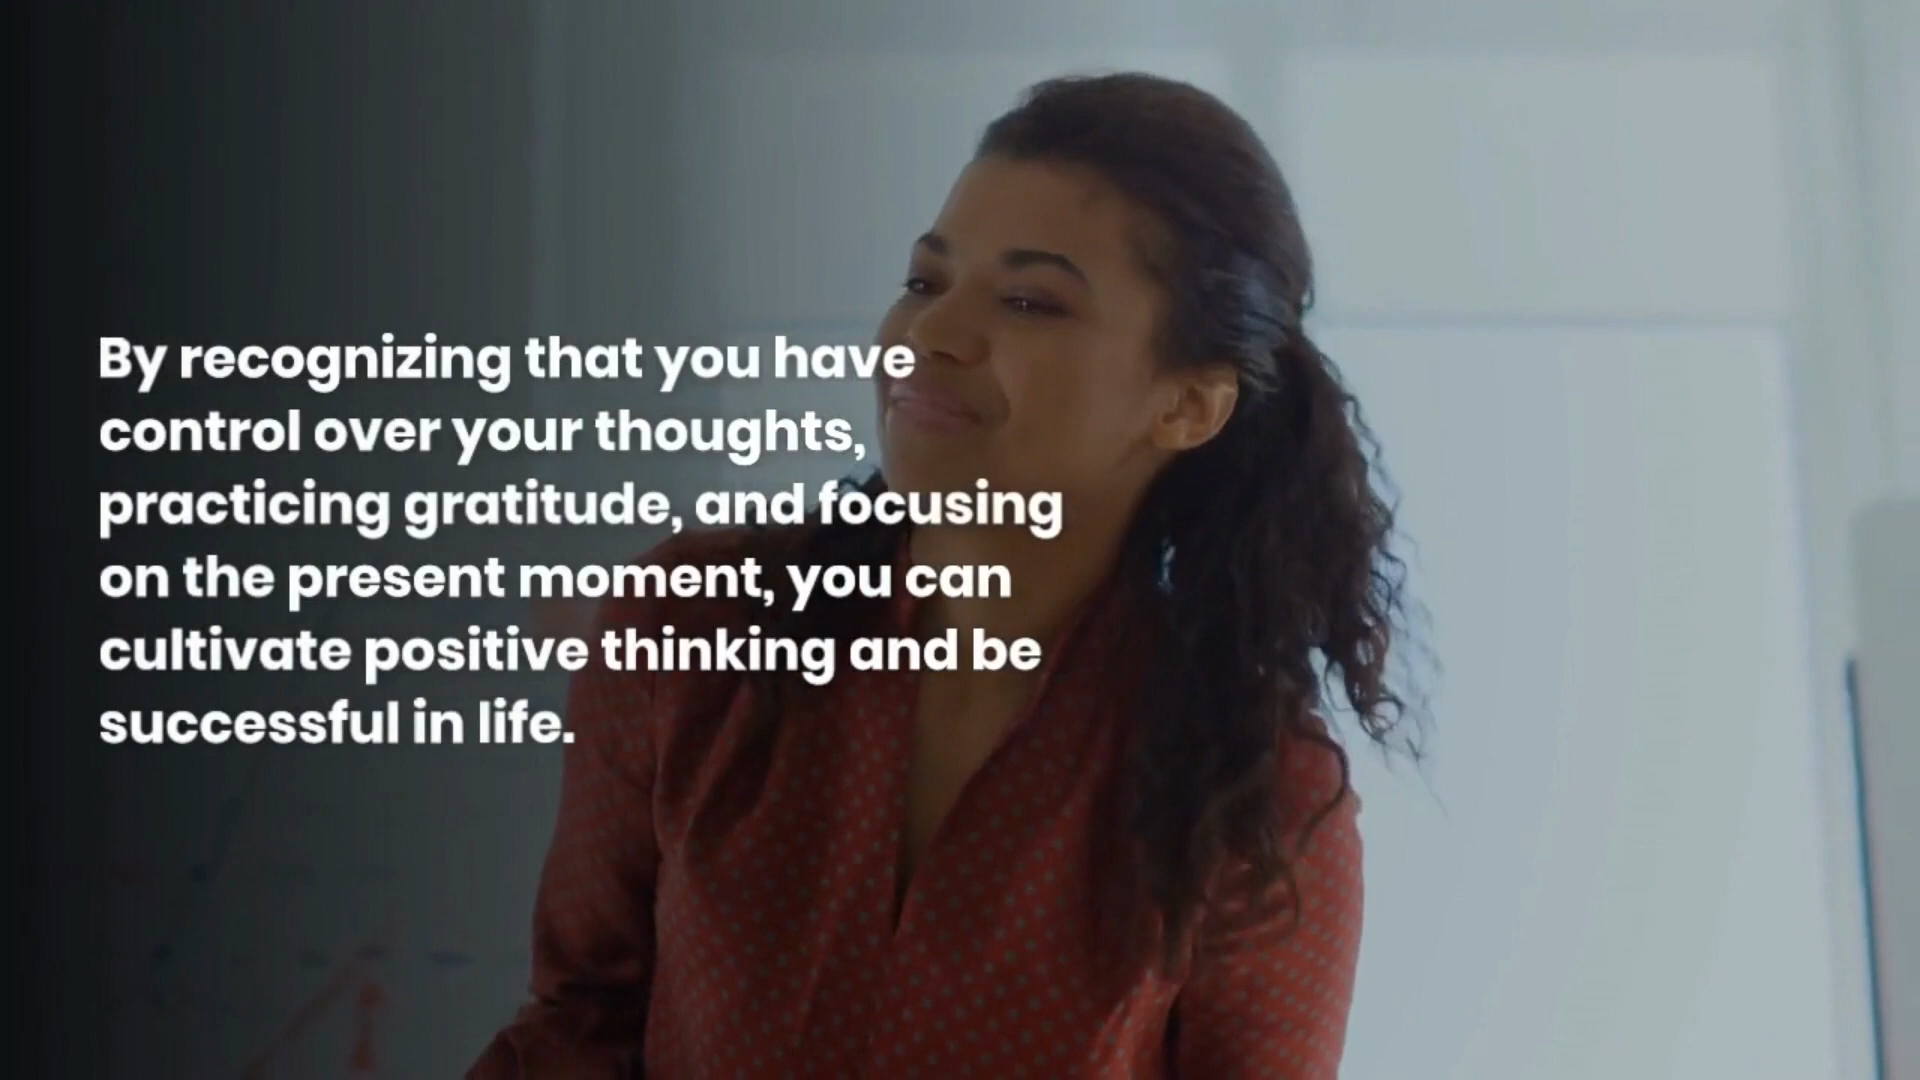 By recognizing that you have
control over your thoughts,
practicing gratitude, and focusing
on the present moment, you can
cultivate positive thinking and be
successful in life.